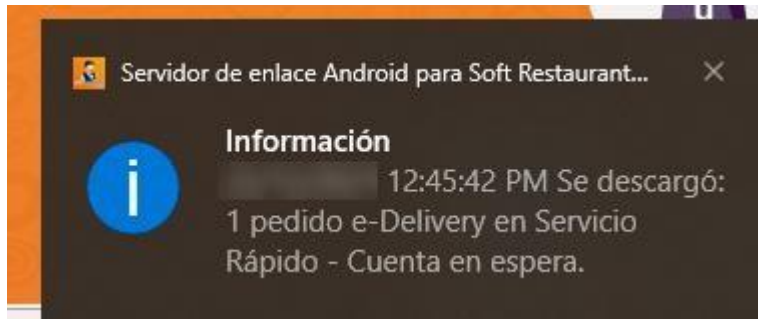 Servidor de enlace Android para Soft Restaurant...
Información
12:45:42 PM Se descargó:
1 pedido e-Delivery en Servicio
Rápido - Cuenta en espera.